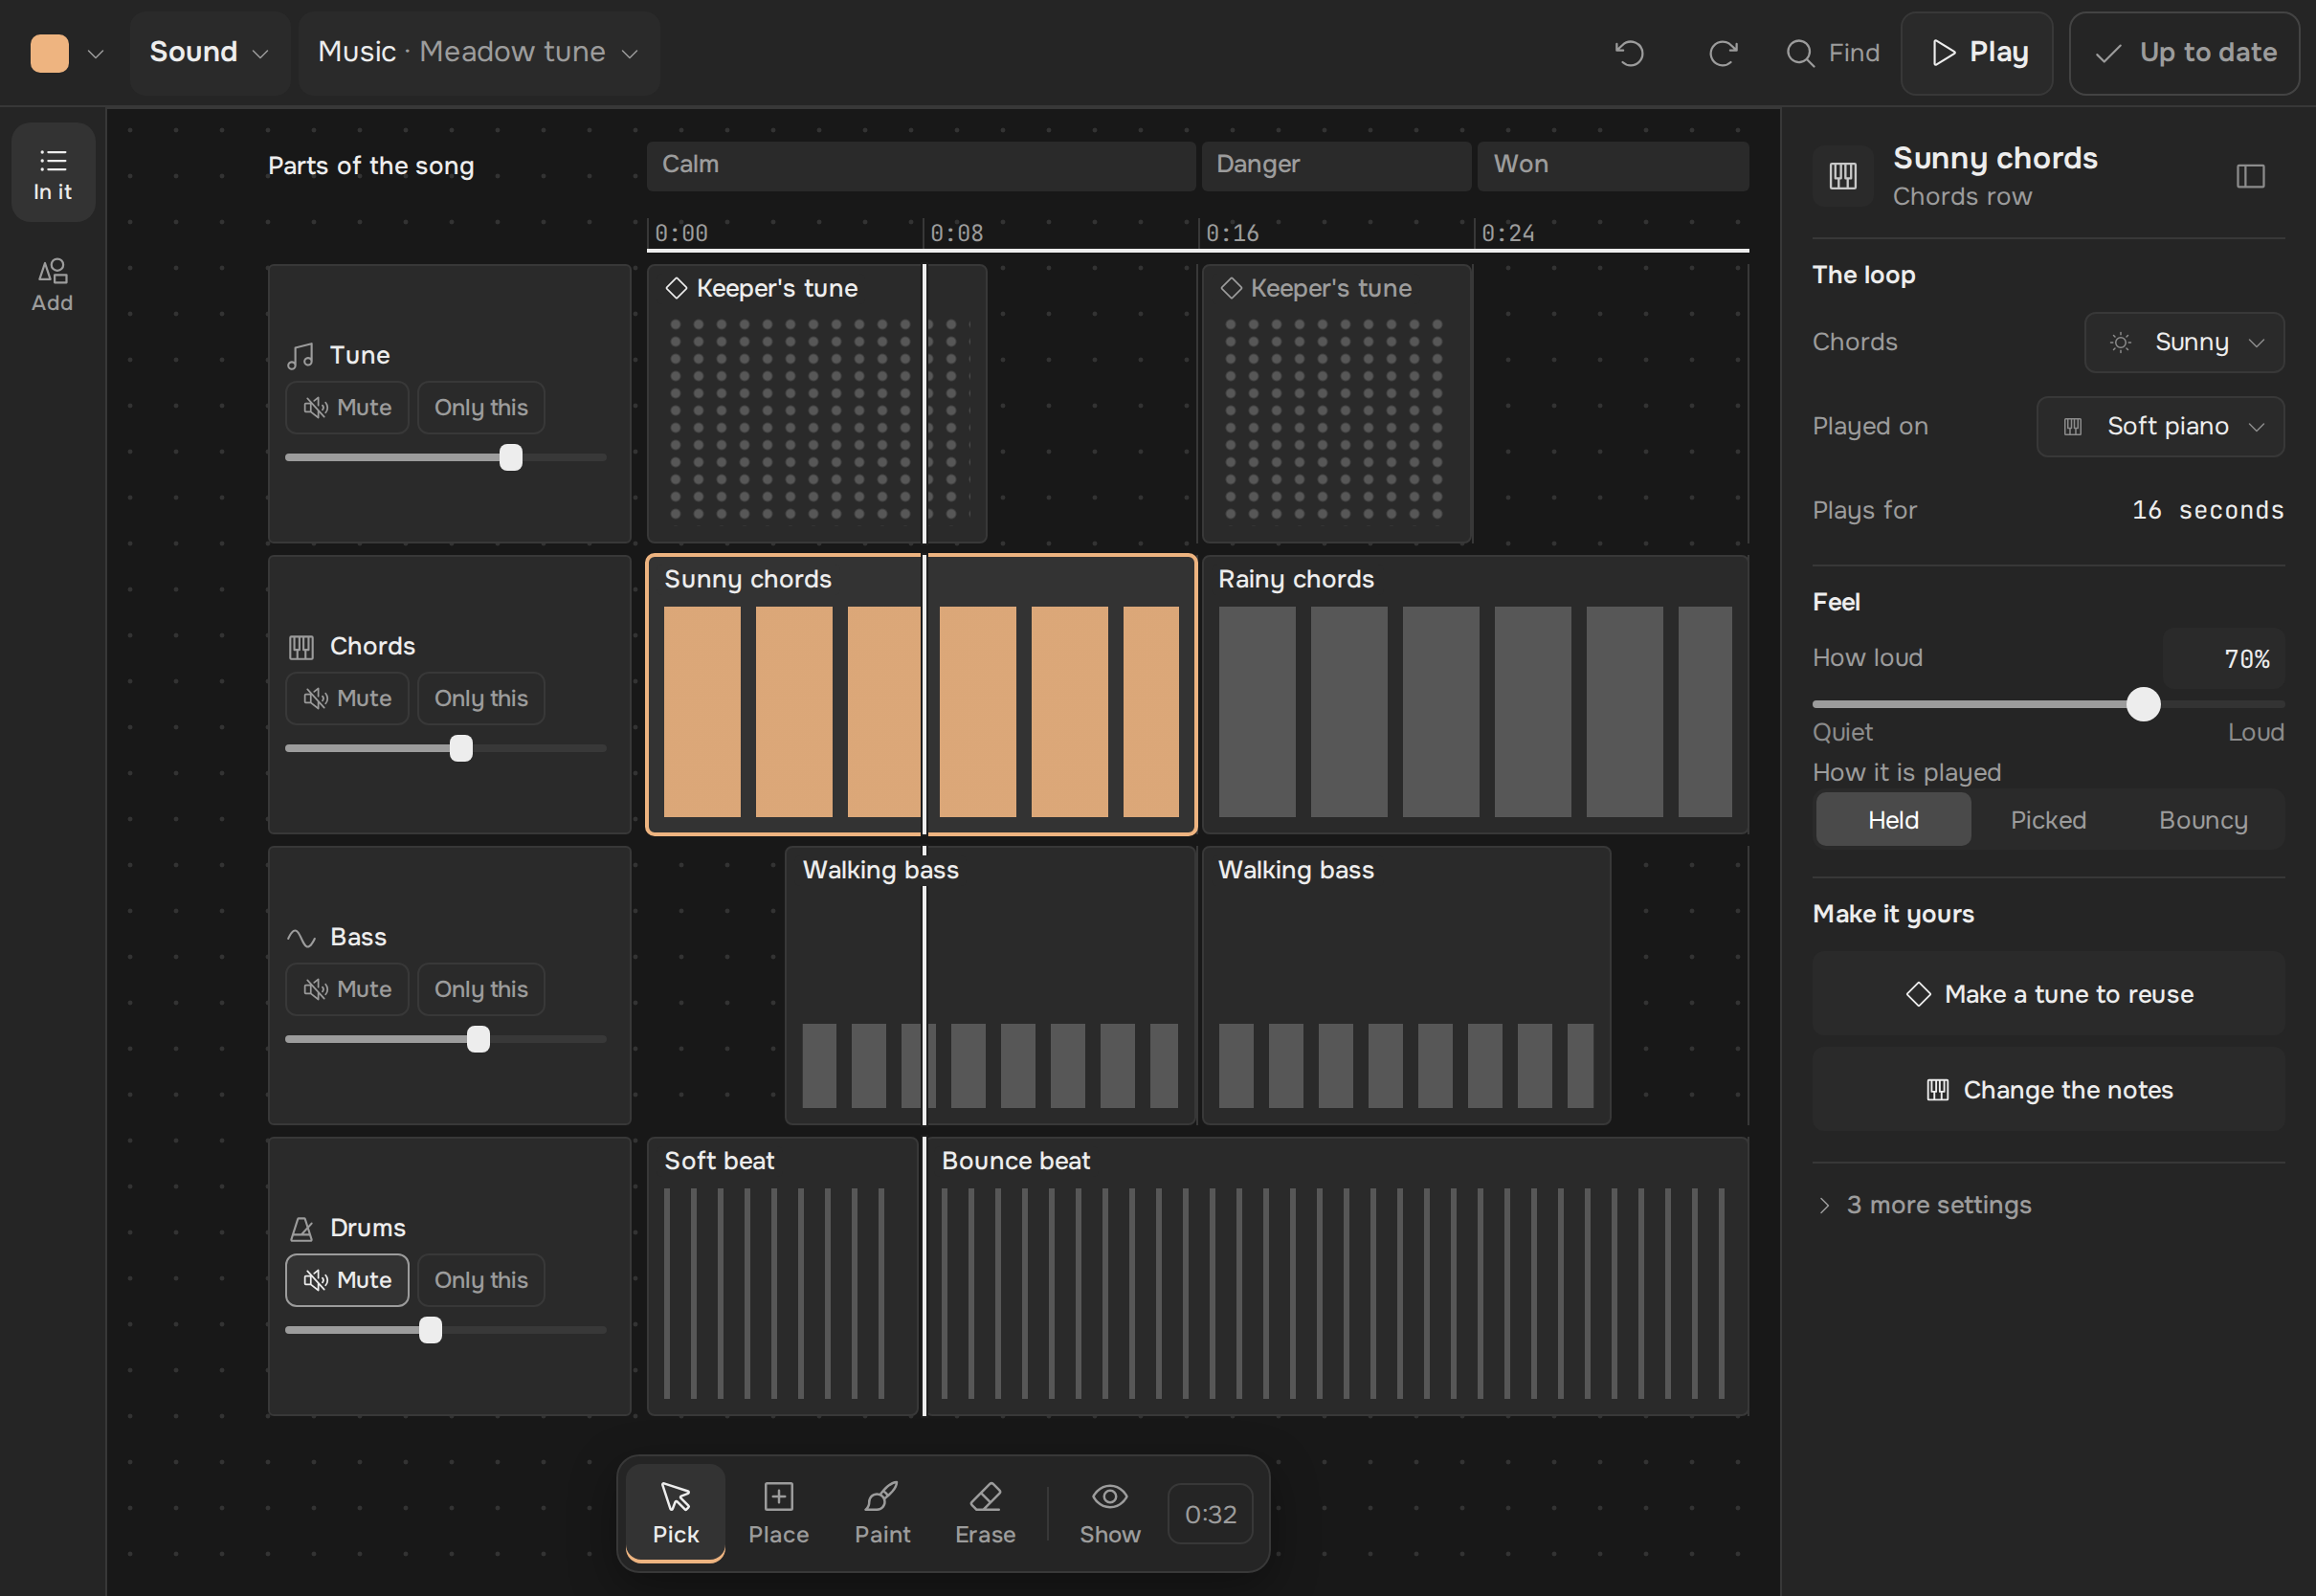 Sound
Music · Meadow tune
Find
Play
Up to date
In it
Add
Parts of the song
Calm
Danger
Won
0:00
0:08
0:16
0:24
Tune
Mute
Only this
Keeper's tune
Keeper's tune
Chords
Mute
Only this
Sunny chords
Rainy chords
Bass
Mute
Only this
Walking bass
Walking bass
Drums
Mute
Only this
Soft beat
Bounce beat
Pick
Place
Paint
Erase
Show
0:32
Sunny chords
Chords row
The loop
Chords
Sunny
Played on
Soft piano
Plays for
16 seconds
Feel
How loud
70%
Quiet
Loud
How it is played
Held
Picked
Bouncy
Make it yours
Make a tune to reuse
Change the notes
3 more settings